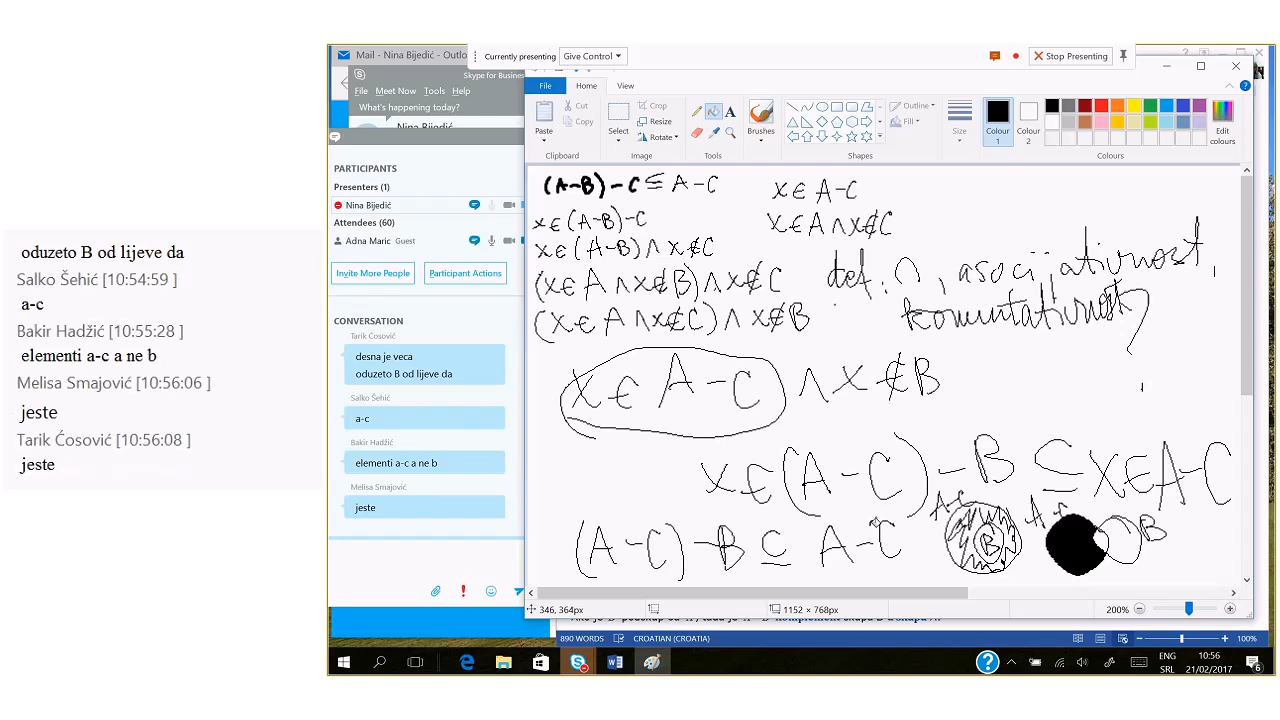 oduzeto B od lijeve da
Salko Šehić [10:54:59 ]
a-c
Bakir Hadžić [10:55:28 ]
elementi a-c a ne b
Melisa Smajović [10:56:06 ]
jeste
Tarik Ćosović [10:56:08 ]
jeste
Mail - Nina Bijedić - Outlo
Currently presenting
Give Control
Stop Presenting
Skype for Business
File Meet Now Tools Help
What's happening today?
Nina Bijedić
PARTICIPANTS
Presenters (1)
Nina Bijedić
Attendees (60)
Adna Maric Guest
Invite More People
Participant Actions
CONVERSATION
Tarik Cosović
desna je veca
oduzeto B od lijeve da
Salko Šehić
a-c
Bakir Hadžić
elementi a-c a ne b
Melisa Smajović
jeste
File Home View
Paste
Cut
Copy
Clipboard
Select
Crop
Resize
Rotate
Image
A
Tools
Brushes
Outline
Fill
Shapes
Size
Colour 1
Colour 2
Edit colours
Colours
(A-B)-C ⊆ A-C
x∈(A-B)-C
x∈(A-B)∧x∉C
(x∈A∧x∉B)∧x∉C
(x∈A∧x∉C)∧x∉B
x∈A-C
x∈A∧x∉C
def. ∩, asocijativnost,
komutativnost?
x∈A-C ∧ x∉B
x∈(A-C)-B ⊆ x∈A-C
(A-C)-B ⊆ A-C
A-C
B
B
346, 364px
1152 × 768px
200%
890 WORDS
CROATIAN (CROATIA)
100%
ENG
SRL
10:56
21/02/2017
6